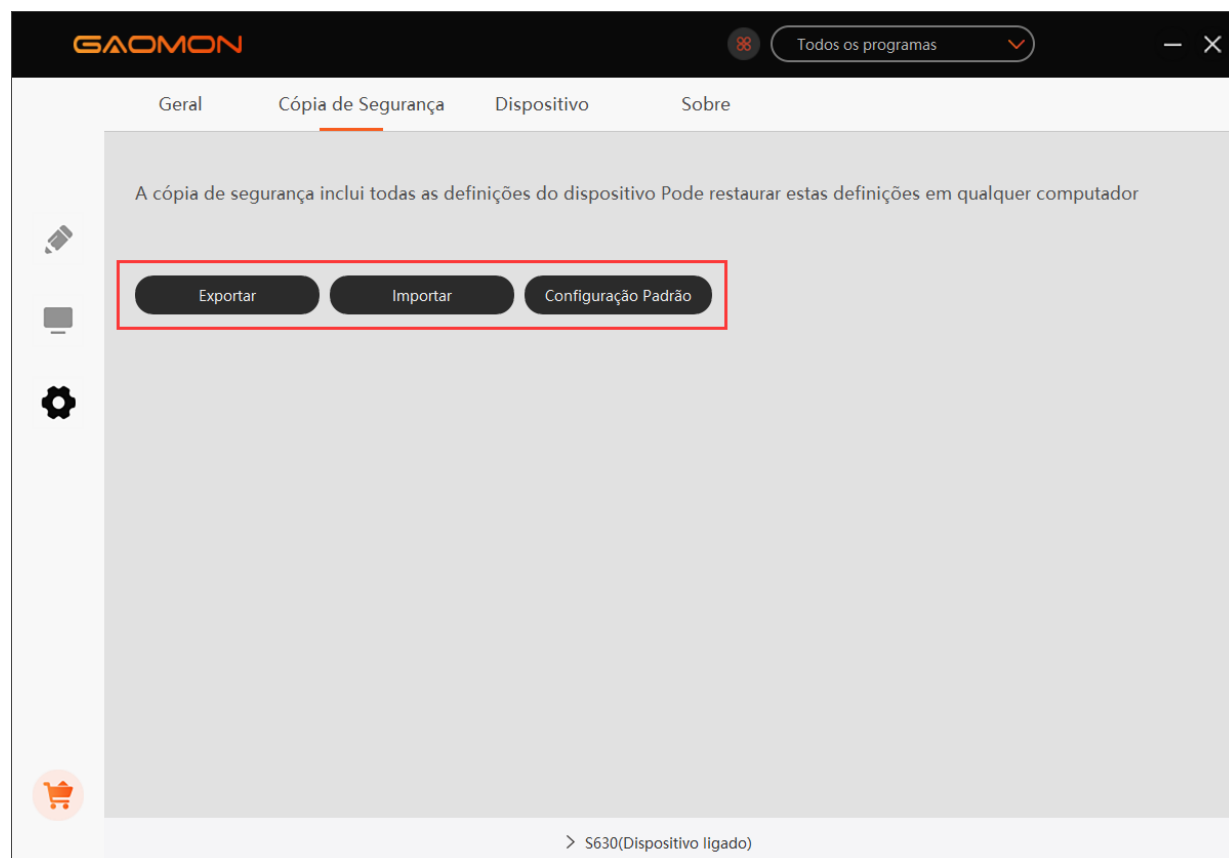 GAOMON
Todos os programas
Geral Cópia de Segurança Dispositivo Sobre
A cópia de segurança inclui todas as definições do dispositivo Pode restaurar estas definições em qualquer computador
Exportar Importar Configuração Padrão
S630(Dispositivo ligado)